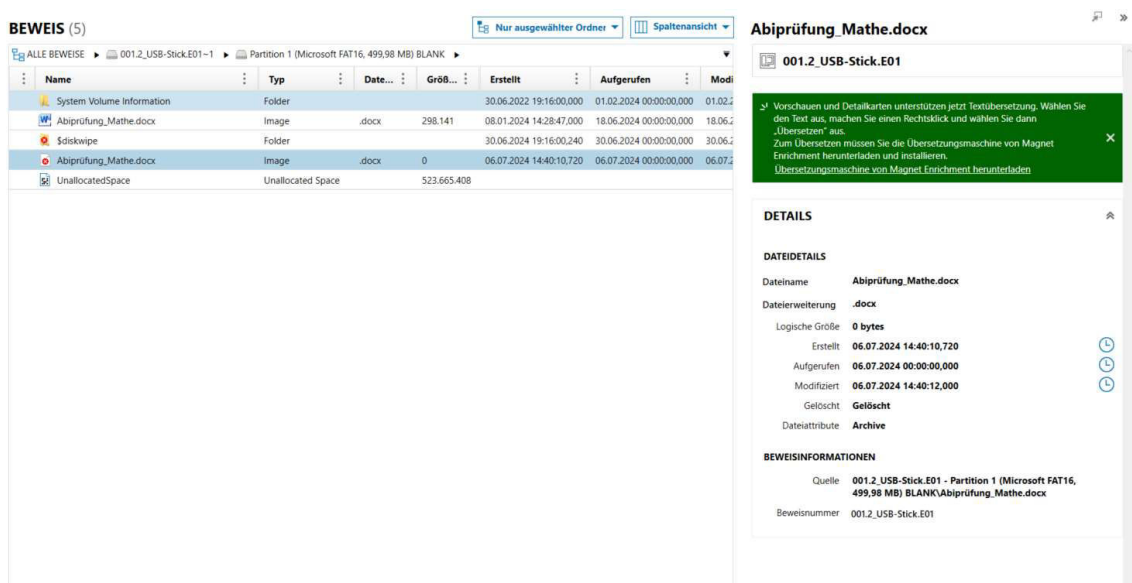 BEWEIS (5)
Nur ausgewählter Ordner
Spaltenansicht
ALLE BEWEISE
001.2_USB-Stick.E01~1
Partition 1 (Microsoft FAT16, 499,98 MB) BLANK
Name Typ Date... Größ... Erstellt Aufgerufen Modi
System Volume Information Folder 30.06.2022 19:16:00,000 01.02.2024 00:00:00,000 01.02.2
Abiprüfung_Mathe.docx Image .docx 298.141 08.01.2024 14:28:47,000 18.06.2024 00:00:00,000 18.06.2
$diskwipe Folder 30.06.2024 19:16:00,240 30.06.2024 00:00:00,000 30.06.2
Abiprüfung_Mathe.docx Image .docx 0 06.07.2024 14:40:10,720 06.07.2024 00:00:00,000 06.07.2
UnallocatedSpace Unallocated Space 523.665.408
Abiprüfung_Mathe.docx
001.2_USB-Stick.E01
Vorschauen und Detailkarten unterstützen jetzt Textübersetzung. Wählen Sie
den Text aus, machen Sie einen Rechtsklick und wählen Sie dann
„Übersetzen" aus.
Zum Übersetzen müssen Sie die Übersetzungsmaschine von Magnet
Enrichment herunterladen und installieren.
Übersetzungsmaschine von Magnet Enrichment herunterladen
DETAILS
DATEIDETAILS
Dateiname Abiprüfung_Mathe.docx
Dateierweiterung .docx
Logische Größe 0 bytes
Erstellt 06.07.2024 14:40:10,720
Aufgerufen 06.07.2024 00:00:00,000
Modifiziert 06.07.2024 14:40:12,000
Gelöscht Gelöscht
Dateiattribute Archive
BEWEISINFORMATIONEN
Quelle 001.2_USB-Stick.E01 - Partition 1 (Microsoft FAT16,
499,98 MB) BLANK\Abiprüfung_Mathe.docx
Beweisnummer 001.2_USB-Stick.E01